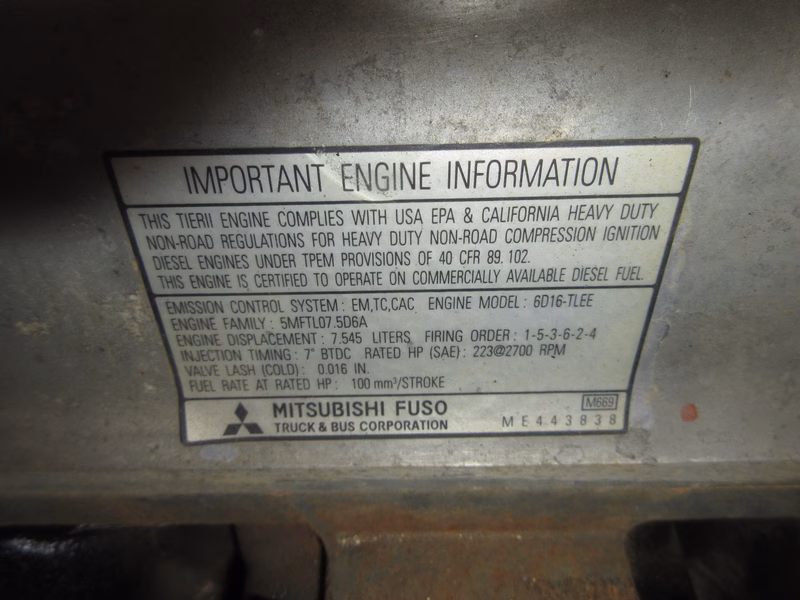 IMPORTANT ENGINE INFORMATION
THIS TIERII ENGINE COMPLIES WITH USA EPA & CALIFORNIA HEAVY DUTY
NON-ROAD REGULATIONS FOR HEAVY DUTY NON-ROAD COMPRESSION IGNITION
DIESEL ENGINES UNDER TPEM PROVISIONS OF 40 CFR 89.102.
THIS ENGINE IS CERTIFIED TO OPERATE ON COMMERCIALLY AVAILABLE DIESEL FUEL.
EMISSION CONTROL SYSTEM : EM,TC,CAC ENGINE MODEL : 6D16-TLEE
ENGINE FAMILY : 5MFTL07.5D6A
ENGINE DISPLACEMENT : 7.545 LITERS FIRING ORDER : 1-5-3-6-2-4
INJECTION TIMING : 7° BTDC RATED HP (SAE) : 223@2700 RPM
VALVE LASH (COLD) : 0.016 IN.
FUEL RATE AT RATED HP : 100 mm³/STROKE
MITSUBISHI FUSO M669
TRUCK & BUS CORPORATION ME443838